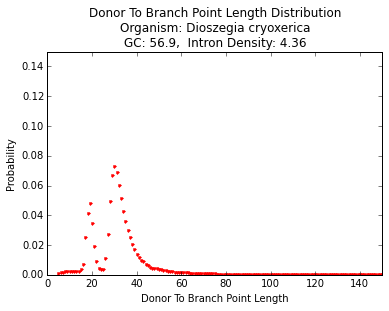 Donor To Branch Point Length Distribution
Organism: Dioszegia cryoxerica
GC: 56.9,  Intron Density: 4.36
0.14
0.12
0.10
0.08
0.06
0.04
0.02
0.00
Probability
0 20 40 60 80 100 120 140
Donor To Branch Point Length